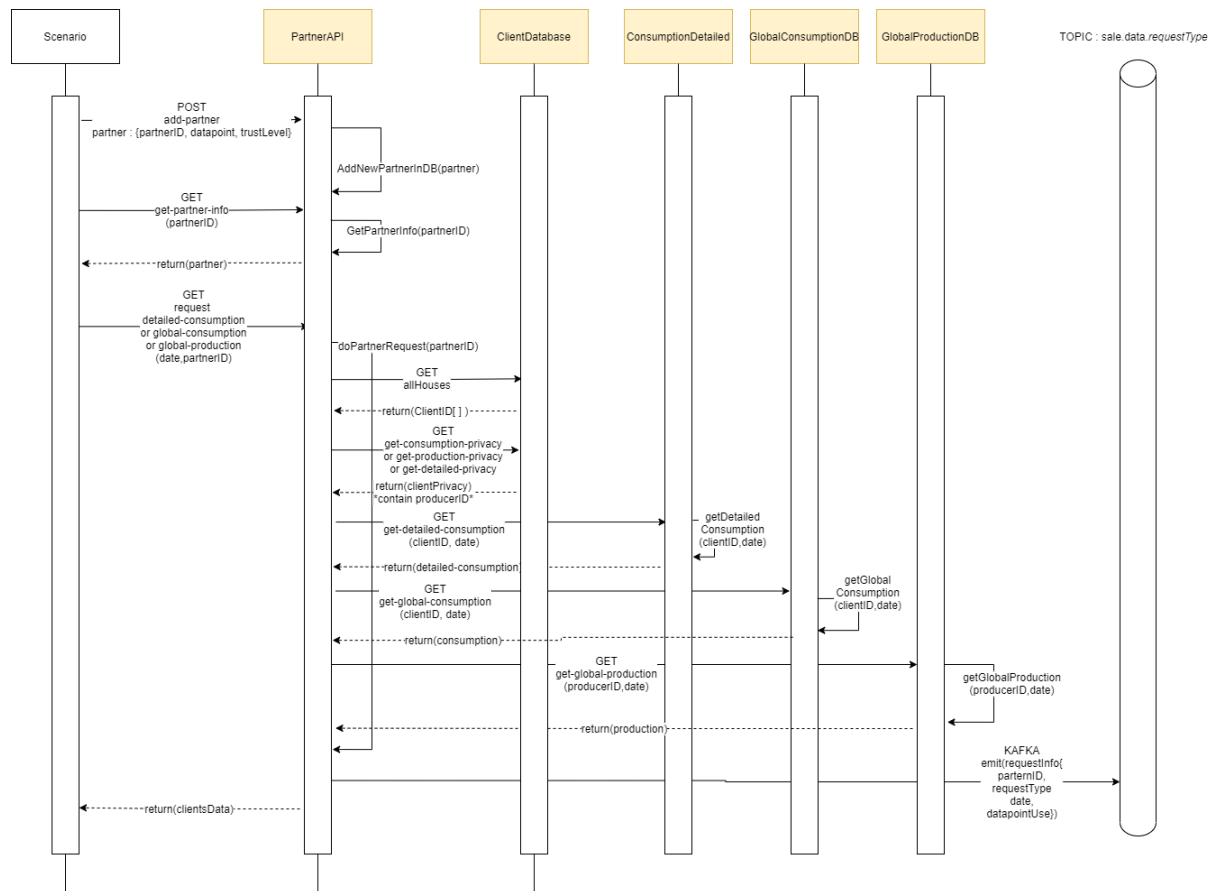 Scenario
PartnerAPI
ClientDatabase
ConsumptionDetailed
GlobalConsumptionDB
GlobalProductionDB
TOPIC : sale.data.requestType
POST
add-partner
partner : {partnerID, datapoint, trustLevel}
AddNewPartnerInDB(partner)
GET
get-partner-info
(partnerID)
GetPartnerInfo(partnerID)
return(partner)
GET
request
detailed-consumption
or global-consumption
or global-production
(date,partnerID)
doPartnerRequest(partnerID)
GET
allHouses
return(ClientID[ ] )
GET
get-consumption-privacy
or get-production-privacy
or get-detailed-privacy
return(clientPrivacy)
*contain producerID*
GET
get-detailed-consumption
(clientID, date)
getDetailed
Consumption
(clientID,date)
return(detailed-consumption)
GET
get-global-consumption
(clientID, date)
getGlobal
Consumption
(clientID,date)
return(consumption)
GET
get-global-production
(producerID,date)
getGlobalProduction
(producerID,date)
return(production)
KAFKA
emit(requestInfo{
parternID,
requestType
date,
datapointUse})
return(clientsData)